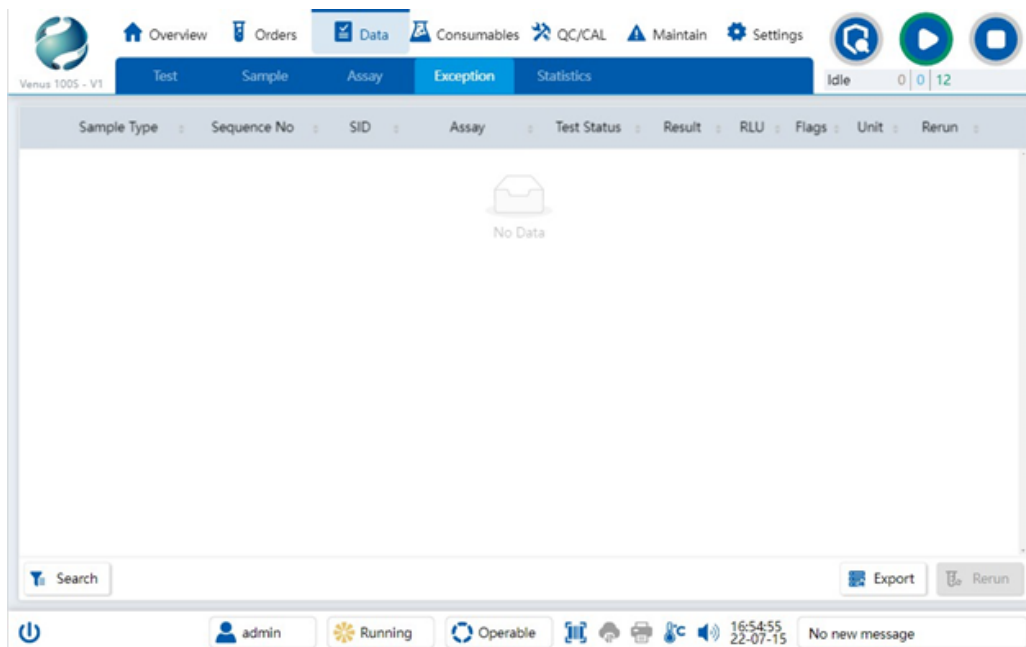 Overview Orders Data Consumables QC/CAL Maintain Settings
Venus 100S - V1 Test Sample Assay Exception Statistics Idle 0 0 12
Sample Type Sequence No SID Assay Test Status Result RLU Flags Unit Rerun
No Data
Search Export Rerun
admin Running Operable °C 16:54:55
22-07-15 No new message